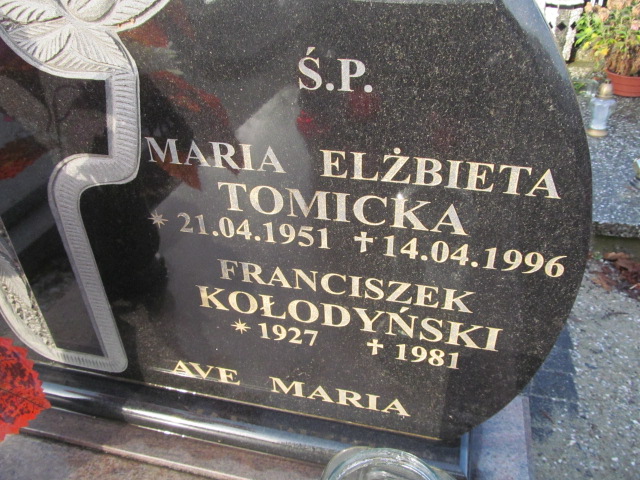 Ś.P.
MARIA ELŻBIETA
TOMICKA
* 21.04.1951 † 14.04.1996
FRANCISZEK
KOŁODYŃSKI
* 1927 † 1981
AVE MARIA